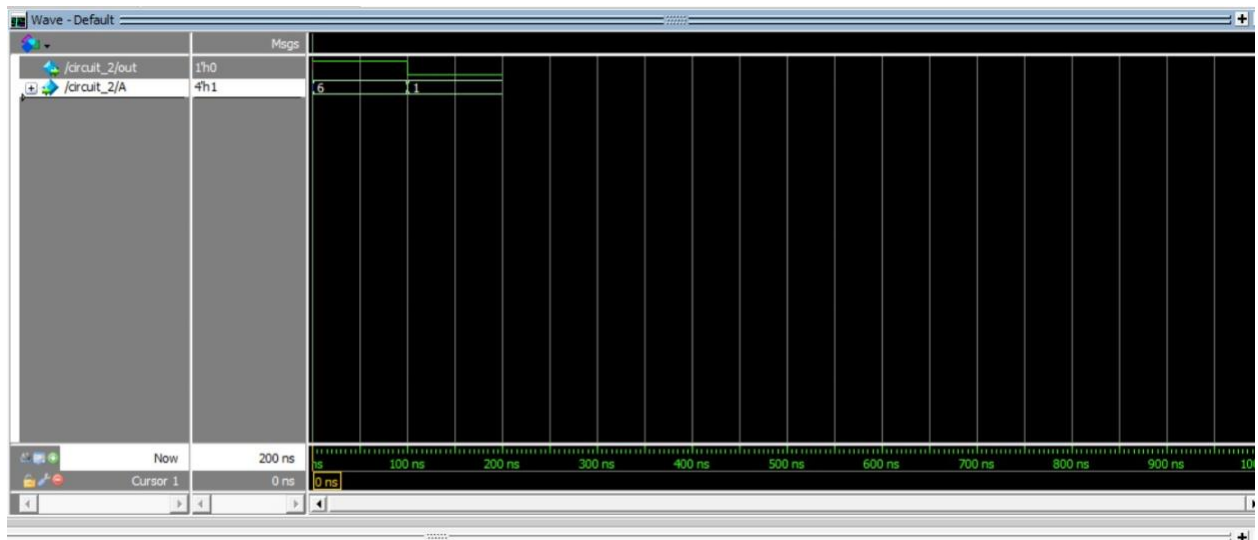 Wave - Default
Msgs
/circuit_2/out 1'h0
/circuit_2/A 4'h1 6 1
Now 200 ns ns 100 ns 200 ns 300 ns 400 ns 500 ns 600 ns 700 ns 800 ns 900 ns
Cursor 1 0 ns 0 ns